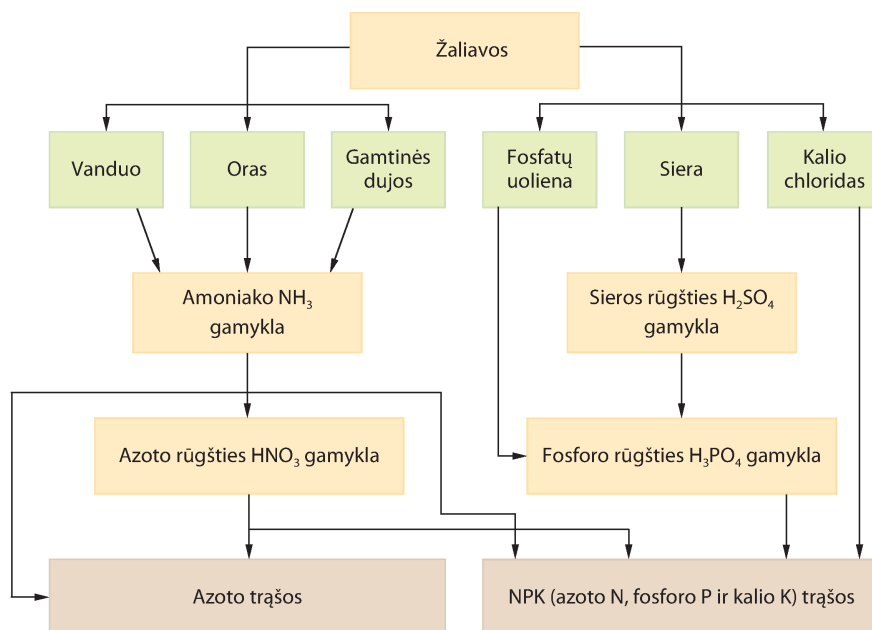 Žaliavos
Vanduo
Oras
Gamtinės
dujos
Fosfatų
uoliena
Siera
Kalio
chloridas
Amoniako NH₃
gamykla
Sieros rūgšties H₂SO₄
gamykla
Azoto rūgšties HNO₃ gamykla
Fosforo rūgšties H₃PO₄ gamykla
Azoto trąšos
NPK (azoto N, fosforo P ir kalio K) trąšos